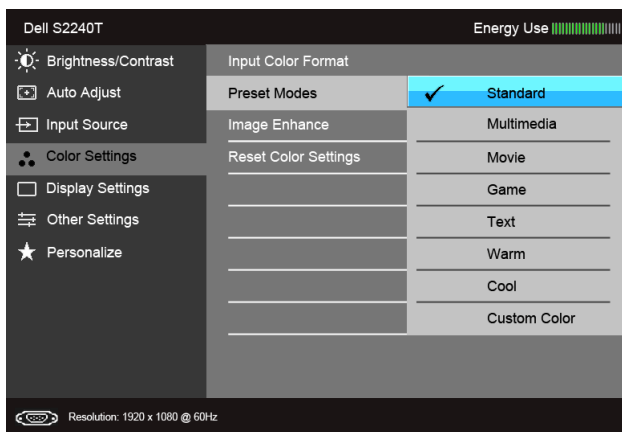 Dell S2240T
Energy Use
Brightness/Contrast
Auto Adjust
Input Source
Color Settings
Display Settings
Other Settings
Personalize
Input Color Format
Preset Modes
Image Enhance
Reset Color Settings
Standard
Multimedia
Movie
Game
Text
Warm
Cool
Custom Color
Resolution: 1920 x 1080 @ 60Hz